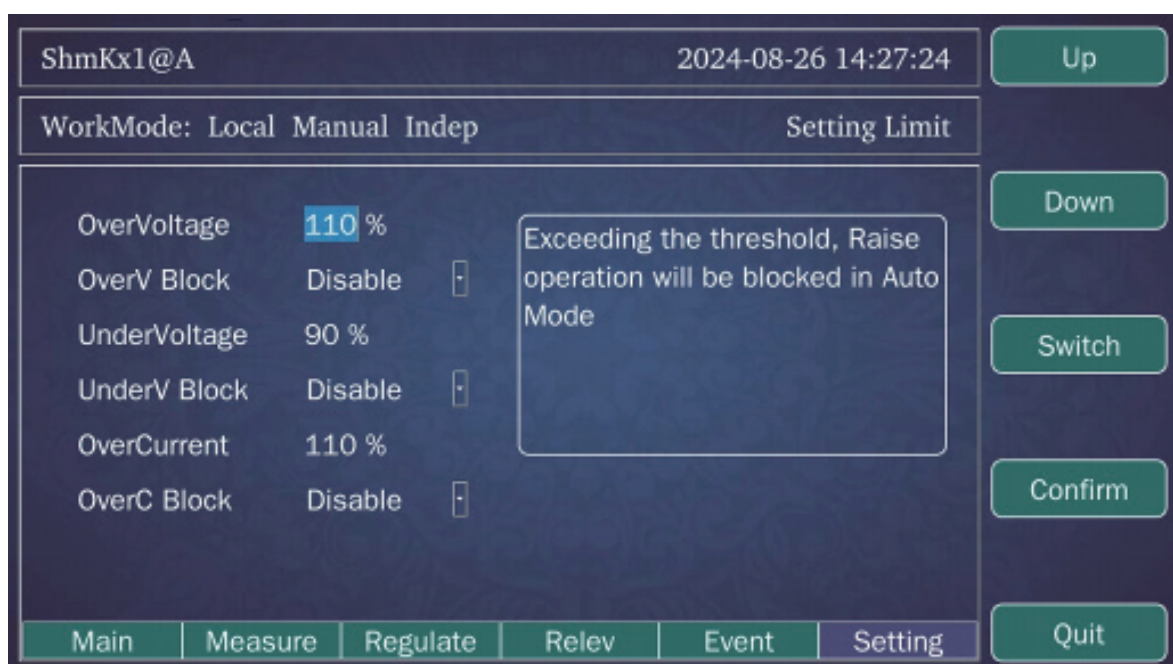 ShmKx1@A 2024-08-26 14:27:24
WorkMode: Local Manual Indep Setting Limit
OverVoltage 110 %
OverV Block Disable
UnderVoltage 90 %
UnderV Block Disable
OverCurrent 110 %
OverC Block Disable
Exceeding the threshold, Raise
operation will be blocked in Auto
Mode
Up
Down
Switch
Confirm
Quit
Main Measure Regulate Relev Event Setting